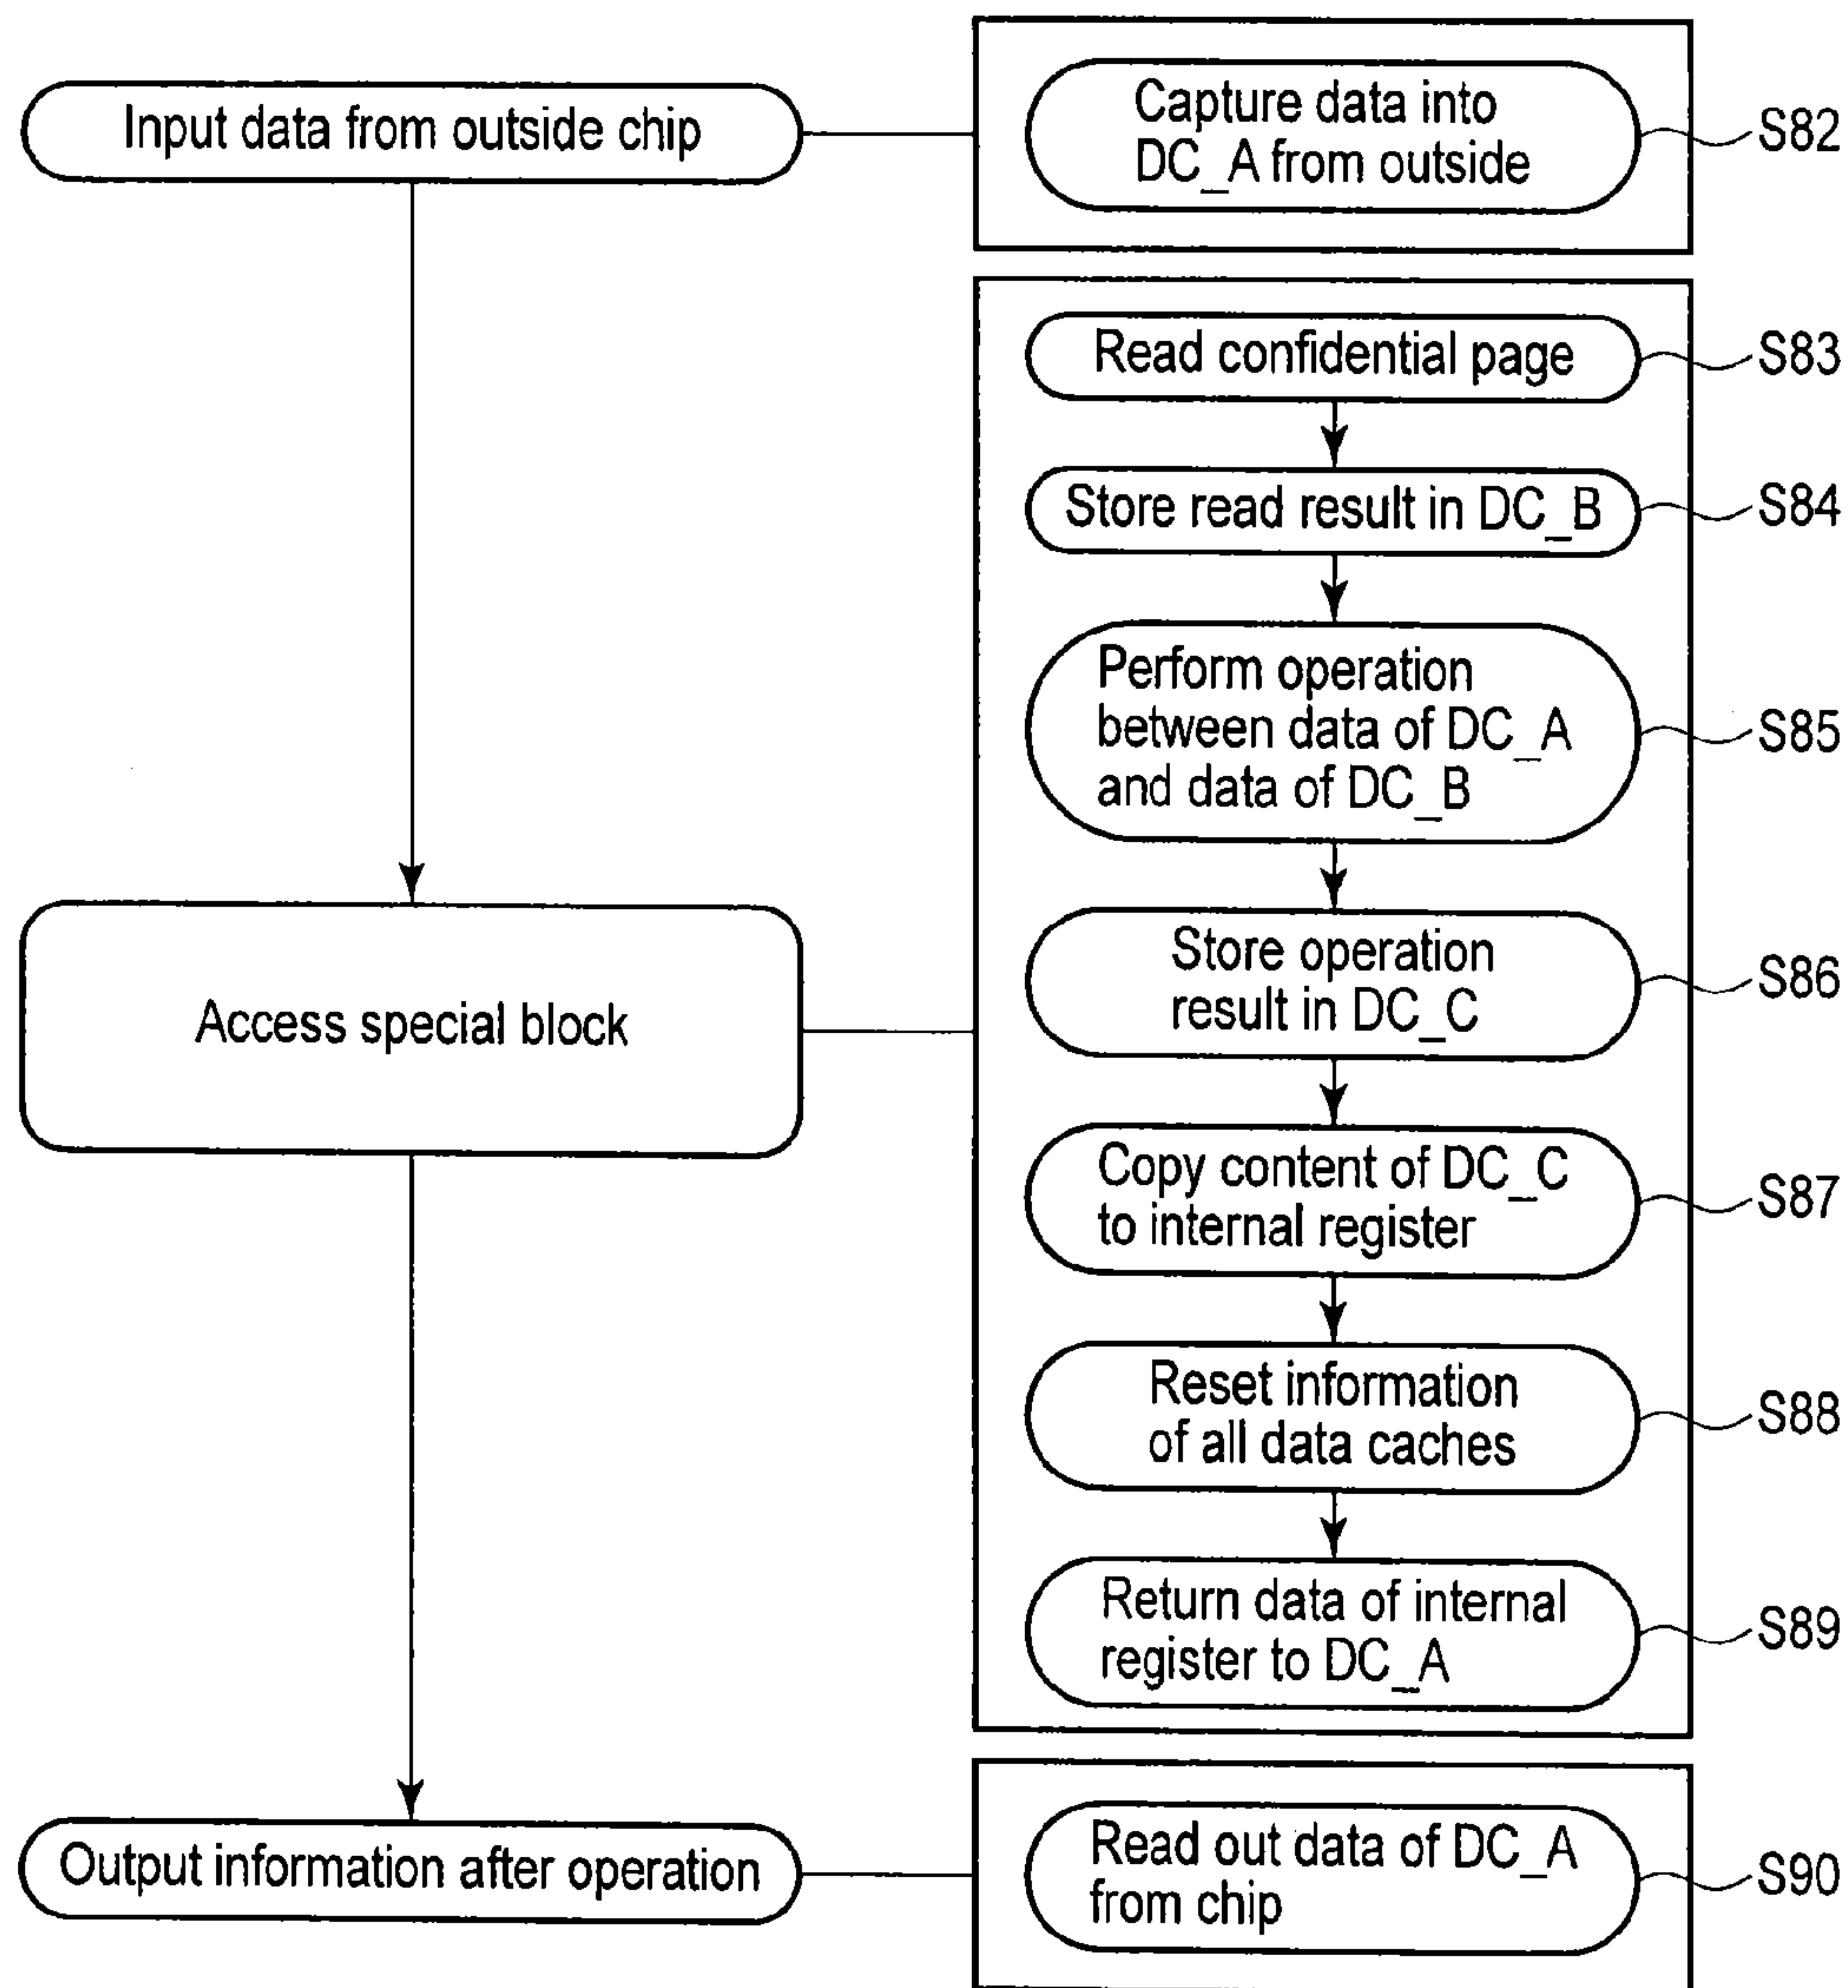 Input data from outside chip
Capture data into
DC_A from outside
S82
Read confidential page
S83
Store read result in DC_B
S84
Perform operation
between data of DC_A
and data of DC_B
S85
Access special block
Store operation
result in DC_C
S86
Copy content of DC_C
to internal register
S87
Reset information
of all data caches
S88
Return data of internal
register to DC_A
S89
Output information after operation
Read out data of DC_A
from chip
S90